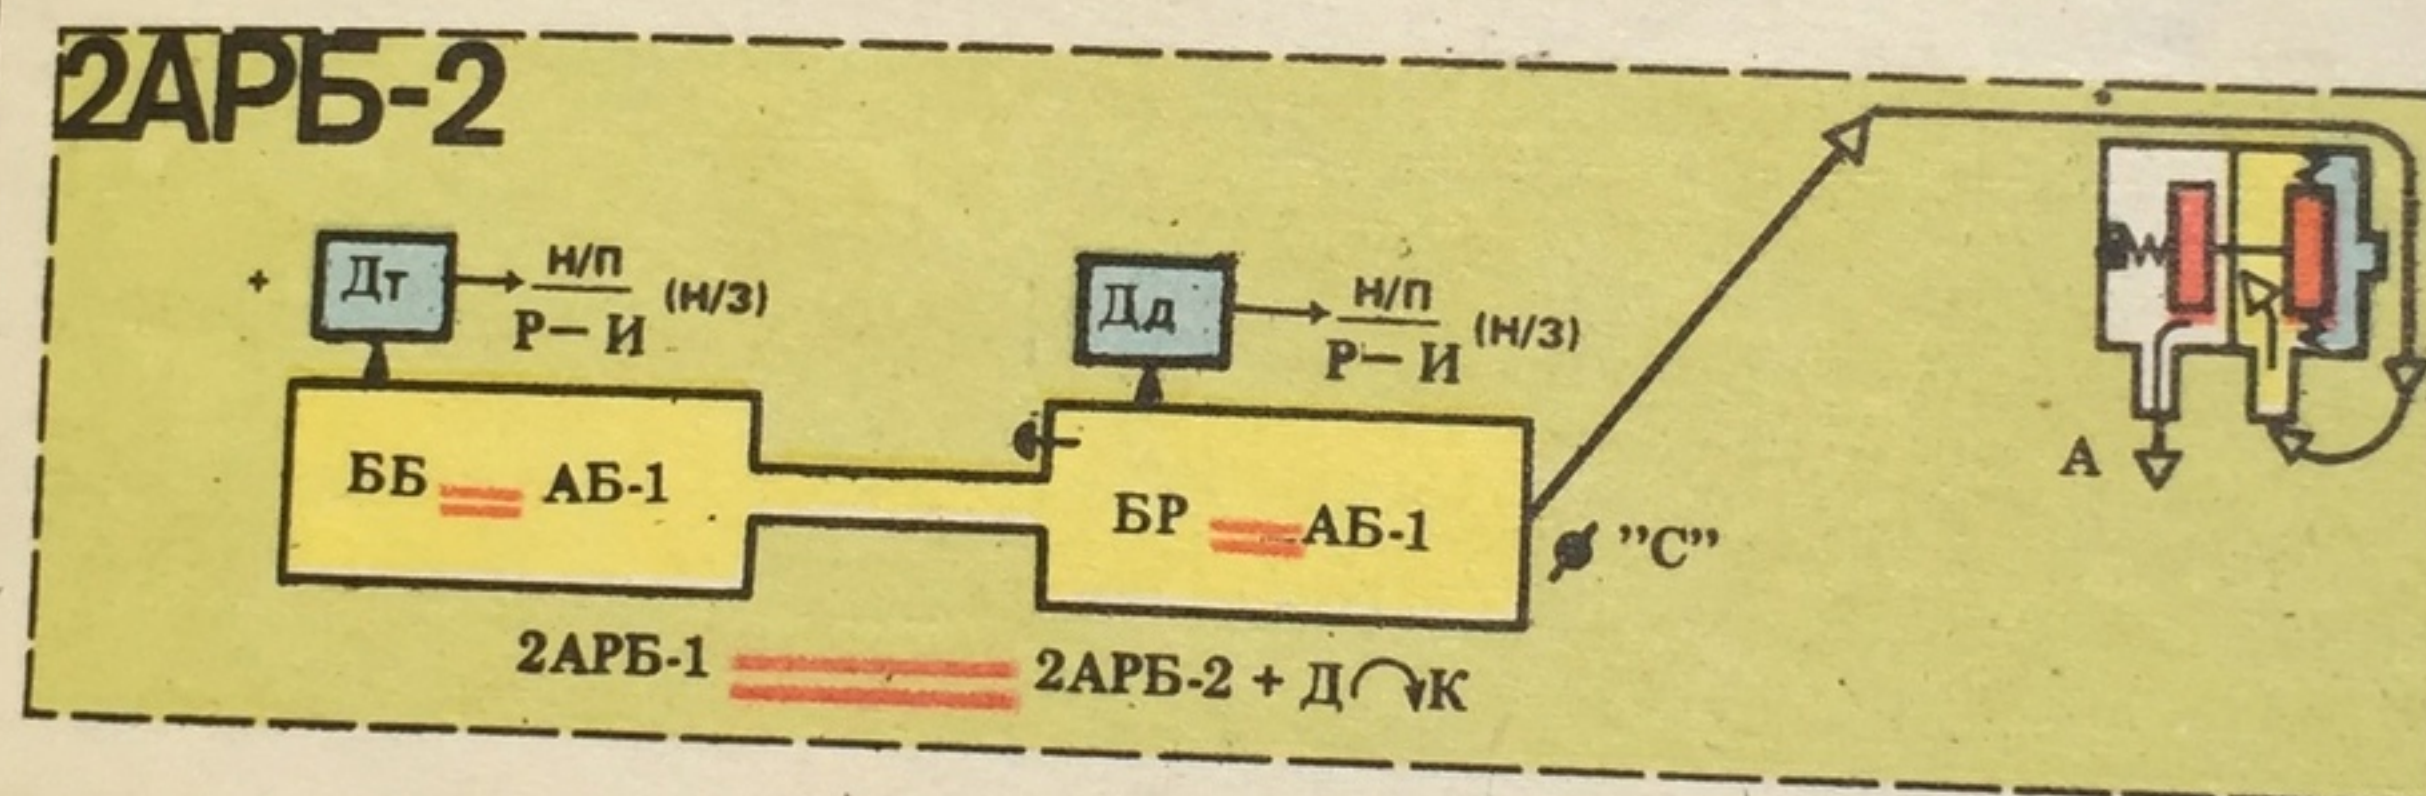 2АРБ-2
+ Дт Н/П (Н/З)
Р— И
Дд Н/П (Н/З)
Р— И
ББ = АБ-1
БР = АБ-1
"С"
А
2АРБ-1 = 2АРБ-2 + Д К